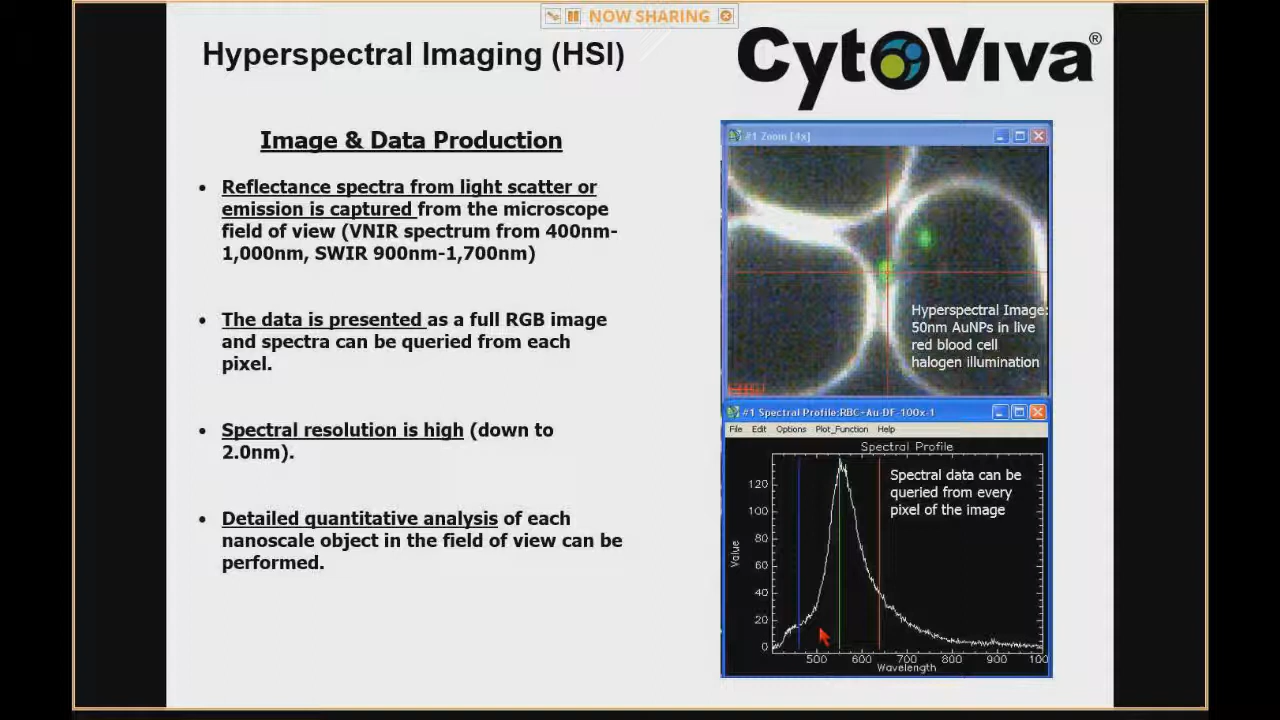 NOW SHARING
Hyperspectral Imaging (HSI)
CytoViva®
Image & Data Production
• Reflectance spectra from light scatter or
emission is captured from the microscope
field of view (VNIR spectrum from 400nm-
1,000nm, SWIR 900nm-1,700nm)
• The data is presented as a full RGB image
and spectra can be queried from each
pixel.
• Spectral resolution is high (down to
2.0nm).
• Detailed quantitative analysis of each
nanoscale object in the field of view can be
performed.
#1 Zoom [4x]
Hyperspectral Image:
50nm AuNPs in live
red blood cell
halogen illumination
#1 Spectral Profile:RBC-Au-DF-100x-1
File Edit Options Plot_Function Help
Spectral Profile
Spectral data can be
queried from every
pixel of the image
Value
120
100
80
60
40
20
0
500 600 700 800 900 100
Wavelength